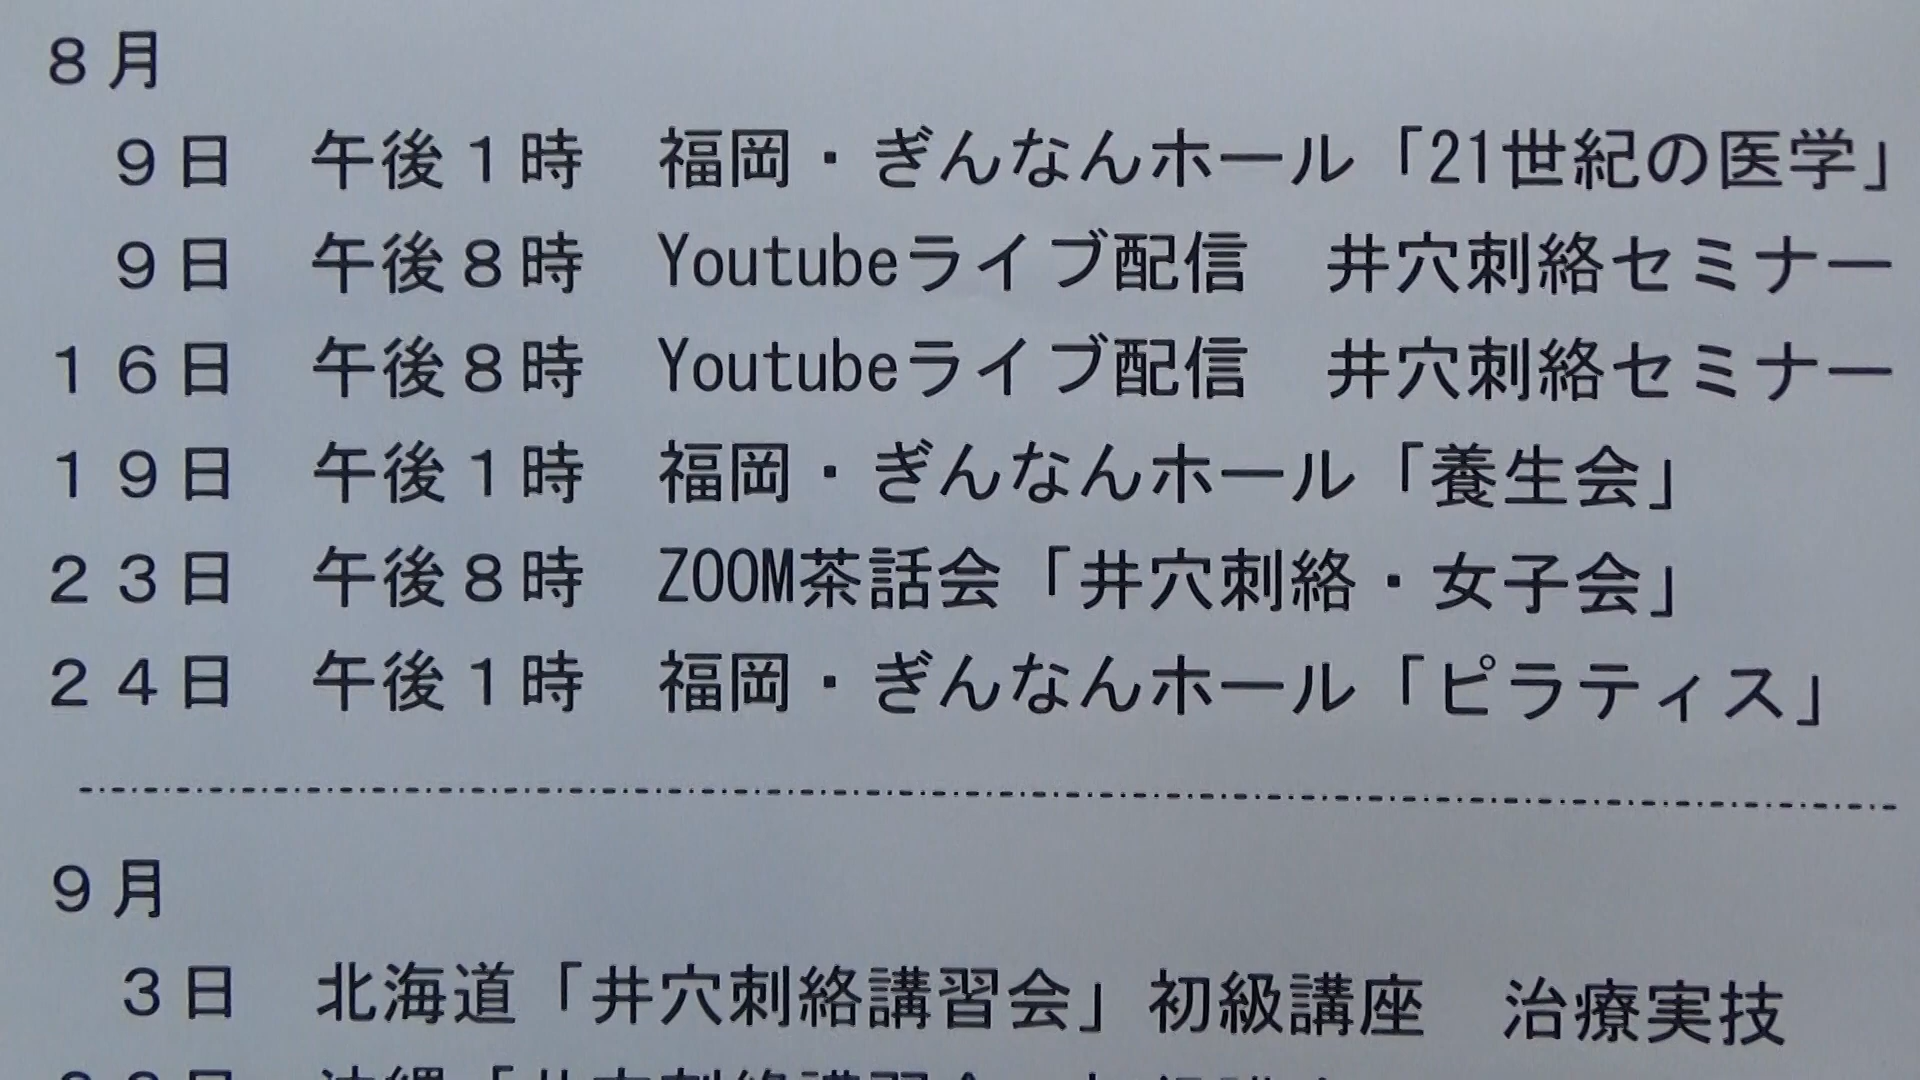 ８月
９日　午後１時　福岡・ぎんなんホール「21世紀の医学」
９日　午後８時　Youtubeライブ配信　井穴刺絡セミナー
１６日　午後８時　Youtubeライブ配信　井穴刺絡セミナー
１９日　午後１時　福岡・ぎんなんホール「養生会」
２３日　午後８時　ZOOM茶話会「井穴刺絡・女子会」
２４日　午後１時　福岡・ぎんなんホール「ピラティス」
９月
３日　北海道「井穴刺絡講習会」初級講座　治療実技